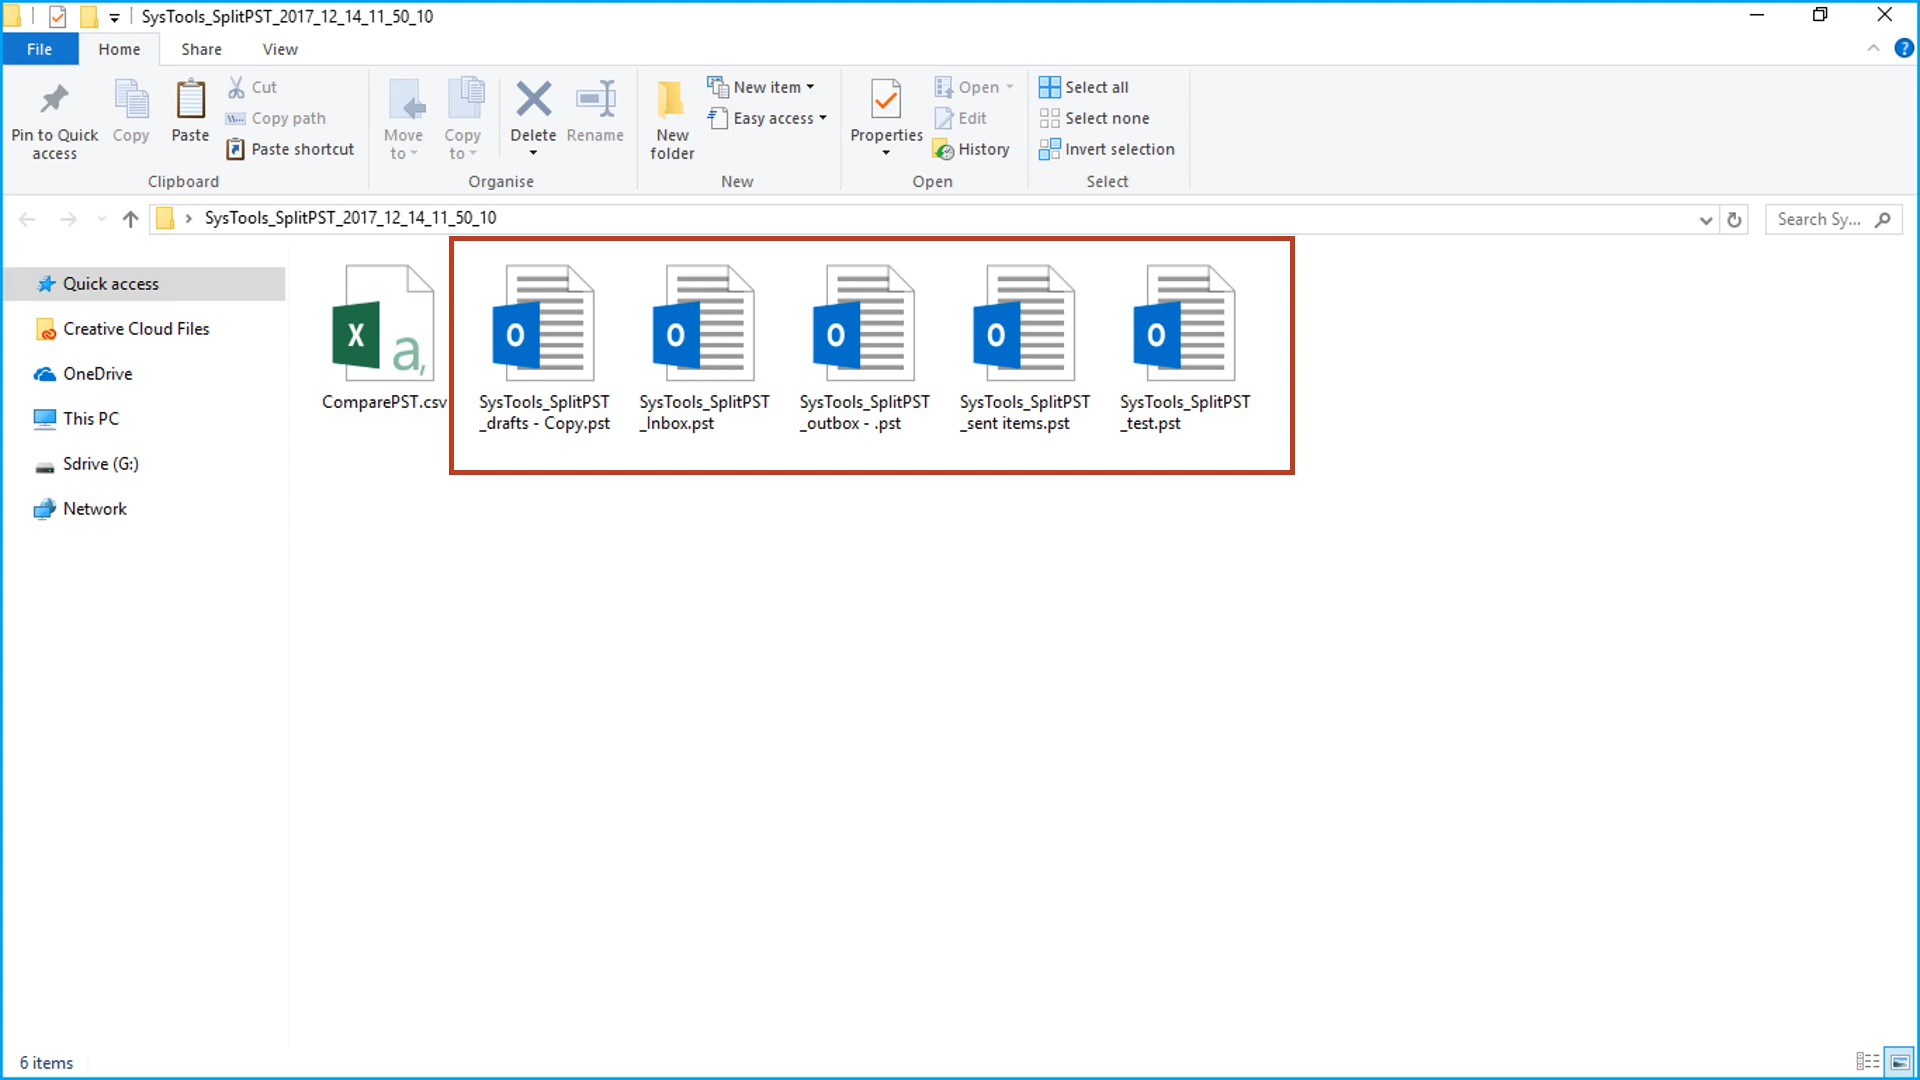 SysTools_SplitPST_2017_12_14_11_50_10
File Home Share View
Pin to Quick access
Copy
Paste
Cut
Copy path
Paste shortcut
Clipboard
Move to
Copy to
Delete
Rename
Organise
New folder
New item
Easy access
New
Properties
Open
Edit
History
Open
Select all
Select none
Invert selection
Select
SysTools_SplitPST_2017_12_14_11_50_10
Search Sy...
Quick access
Creative Cloud Files
OneDrive
This PC
Sdrive (G:)
Network
X a,
ComparePST.csv
O
SysTools_SplitPST
_drafts - Copy.pst
O
SysTools_SplitPST
_Inbox.pst
O
SysTools_SplitPST
_outbox - .pst
O
SysTools_SplitPST
_sent items.pst
O
SysTools_SplitPST
_test.pst
6 items